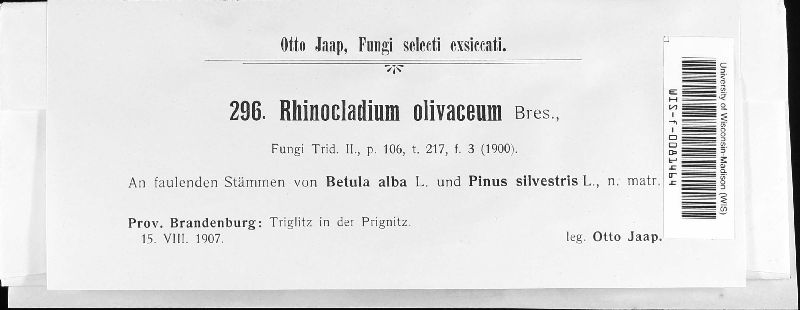 Otto Jaap, Fungi selecti exsiccati.
296. Rhinocladium olivaceum Bres.,
Fungi Trid. II., p. 106, t. 217, f. 3 (1900).
An faulenden Stämmen von Betula alba L. und Pinus silvestris L., n. matr.
Prov. Brandenburg: Triglitz in der Prignitz.
15. VIII. 1907.
leg. Otto Jaap.
University of Wisconsin-Madison (WIS)
WIS-f-0081464